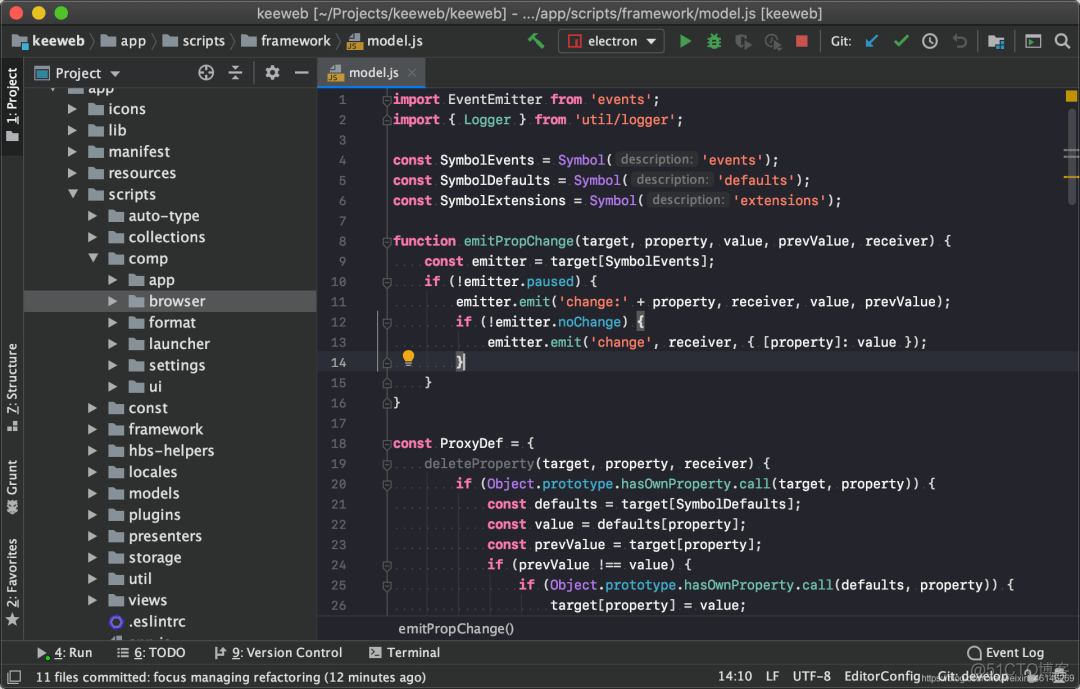 keeweb [~/Projects/keeweb/keeweb] - .../app/scripts/framework/model.js [keeweb]
keeweb app scripts framework model.js electron Git:
1: Project
Project
model.js
app
icons
lib
manifest
resources
scripts
auto-type
collections
comp
app
browser
format
launcher
settings
ui
const
framework
hbs-helpers
locales
models
plugins
presenters
storage
util
views
.eslintrc
Z: Structure
Grunt
2: Favorites
1 import EventEmitter from 'events';
2 import { Logger } from 'util/logger';
3
4 const SymbolEvents = Symbol( description: 'events');
5 const SymbolDefaults = Symbol( description: 'defaults');
6 const SymbolExtensions = Symbol( description: 'extensions');
7
8 function emitPropChange(target, property, value, prevValue, receiver) {
9 const emitter = target[SymbolEvents];
10 if (!emitter.paused) {
11 emitter.emit('change:' + property, receiver, value, prevValue);
12 if (!emitter.noChange) {
13 emitter.emit('change', receiver, { [property]: value });
14 }
15 }
16 }
17
18 const ProxyDef = {
19 deleteProperty(target, property, receiver) {
20 if (Object.prototype.hasOwnProperty.call(target, property)) {
21 const defaults = target[SymbolDefaults];
22 const value = defaults[property];
23 const prevValue = target[property];
24 if (prevValue !== value) {
25 if (Object.prototype.hasOwnProperty.call(defaults, property)) {
26 target[property] = value;
emitPropChange()
4: Run 6: TODO 9: Version Control Terminal Event Log
11 files committed: focus managing refactoring (12 minutes ago) 14:10 LF UTF-8 EditorConfig Git: develop
@51CTO博客